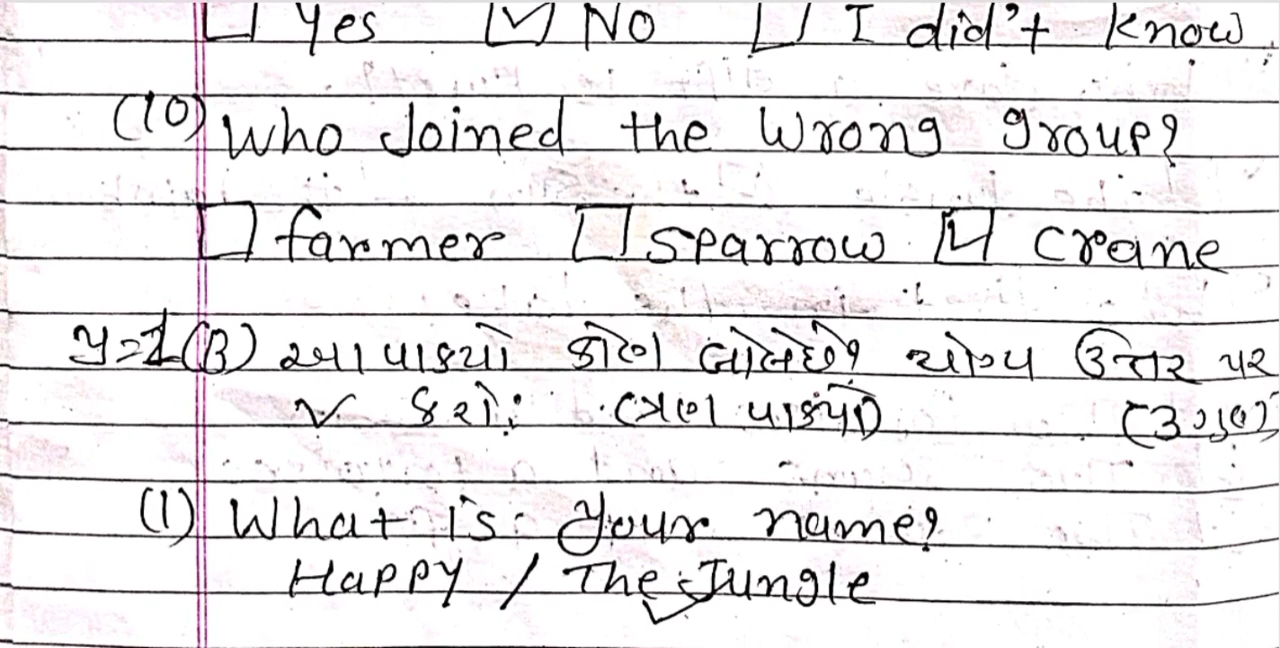 ☐ Yes ☑ No ☐ I did't know
(10) Who Joined the Wrong group?
☐ farmer ☐ sparrow ☑ crane
(B) આ વાક્યો કોણ બોલેછે? યોગ્ય ઉત્તર પર
✓ કરો: (ત્રણ વાક્યો) (3 ગુણ)
(1) What is your name?
Happy / The Jungle ✓